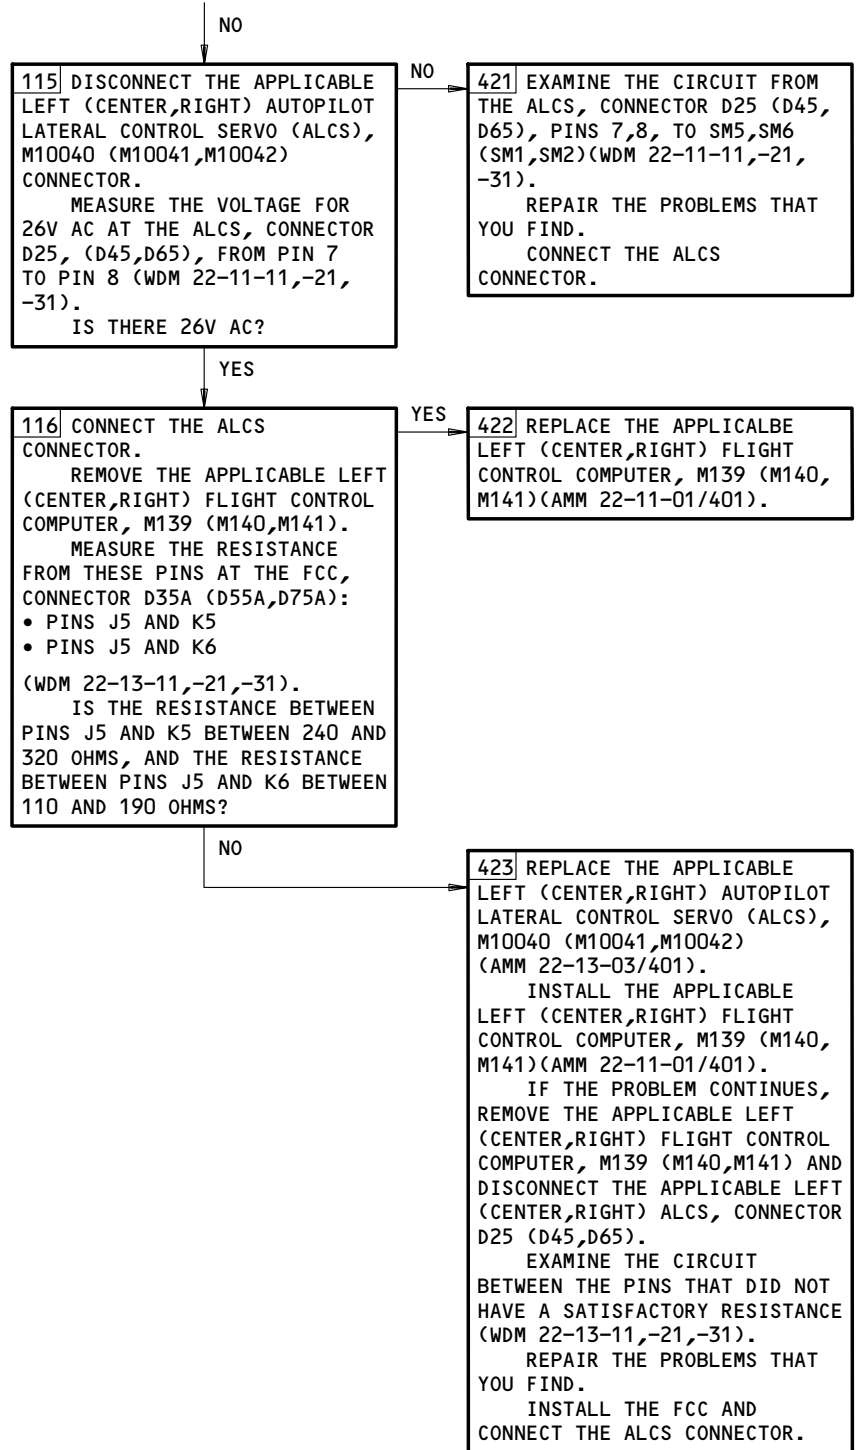 NO
115 DISCONNECT THE APPLICABLE
LEFT (CENTER,RIGHT) AUTOPILOT
LATERAL CONTROL SERVO (ALCS),
M10040 (M10041,M10042)
CONNECTOR.
MEASURE THE VOLTAGE FOR
26V AC AT THE ALCS, CONNECTOR
D25, (D45,D65), FROM PIN 7
TO PIN 8 (WDM 22-11-11,-21,
-31).
IS THERE 26V AC?
NO
421 EXAMINE THE CIRCUIT FROM
THE ALCS, CONNECTOR D25 (D45,
D65), PINS 7,8, TO SM5,SM6
(SM1,SM2)(WDM 22-11-11,-21,
-31).
REPAIR THE PROBLEMS THAT
YOU FIND.
CONNECT THE ALCS
CONNECTOR.
YES
116 CONNECT THE ALCS
CONNECTOR.
REMOVE THE APPLICABLE LEFT
(CENTER,RIGHT) FLIGHT CONTROL
COMPUTER, M139 (M140,M141).
MEASURE THE RESISTANCE
FROM THESE PINS AT THE FCC,
CONNECTOR D35A (D55A,D75A):
• PINS J5 AND K5
• PINS J5 AND K6
(WDM 22-13-11,-21,-31).
IS THE RESISTANCE BETWEEN
PINS J5 AND K5 BETWEEN 240 AND
320 OHMS, AND THE RESISTANCE
BETWEEN PINS J5 AND K6 BETWEEN
110 AND 190 OHMS?
YES
422 REPLACE THE APPLICALBE
LEFT (CENTER,RIGHT) FLIGHT
CONTROL COMPUTER, M139 (M140,
M141)(AMM 22-11-01/401).
NO
423 REPLACE THE APPLICABLE
LEFT (CENTER,RIGHT) AUTOPILOT
LATERAL CONTROL SERVO (ALCS),
M10040 (M10041,M10042)
(AMM 22-13-03/401).
INSTALL THE APPLICABLE
LEFT (CENTER,RIGHT) FLIGHT
CONTROL COMPUTER, M139 (M140,
M141)(AMM 22-11-01/401).
IF THE PROBLEM CONTINUES,
REMOVE THE APPLICABLE LEFT
(CENTER,RIGHT) FLIGHT CONTROL
COMPUTER, M139 (M140,M141) AND
DISCONNECT THE APPLICABLE LEFT
(CENTER,RIGHT) ALCS, CONNECTOR
D25 (D45,D65).
EXAMINE THE CIRCUIT
BETWEEN THE PINS THAT DID NOT
HAVE A SATISFACTORY RESISTANCE
(WDM 22-13-11,-21,-31).
REPAIR THE PROBLEMS THAT
YOU FIND.
INSTALL THE FCC AND
CONNECT THE ALCS CONNECTOR.